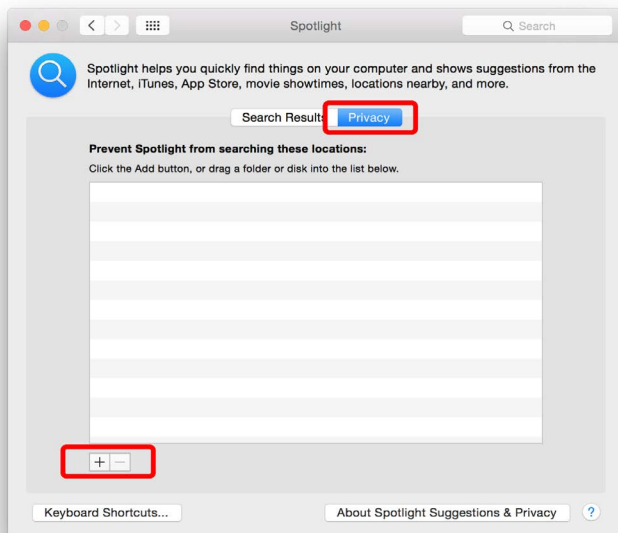 Spotlight
Search
Spotlight helps you quickly find things on your computer and shows suggestions from the
Internet, iTunes, App Store, movie showtimes, locations nearby, and more.
Search Results
Privacy
Prevent Spotlight from searching these locations:
Click the Add button, or drag a folder or disk into the list below.
+ −
Keyboard Shortcuts...
About Spotlight Suggestions & Privacy
?